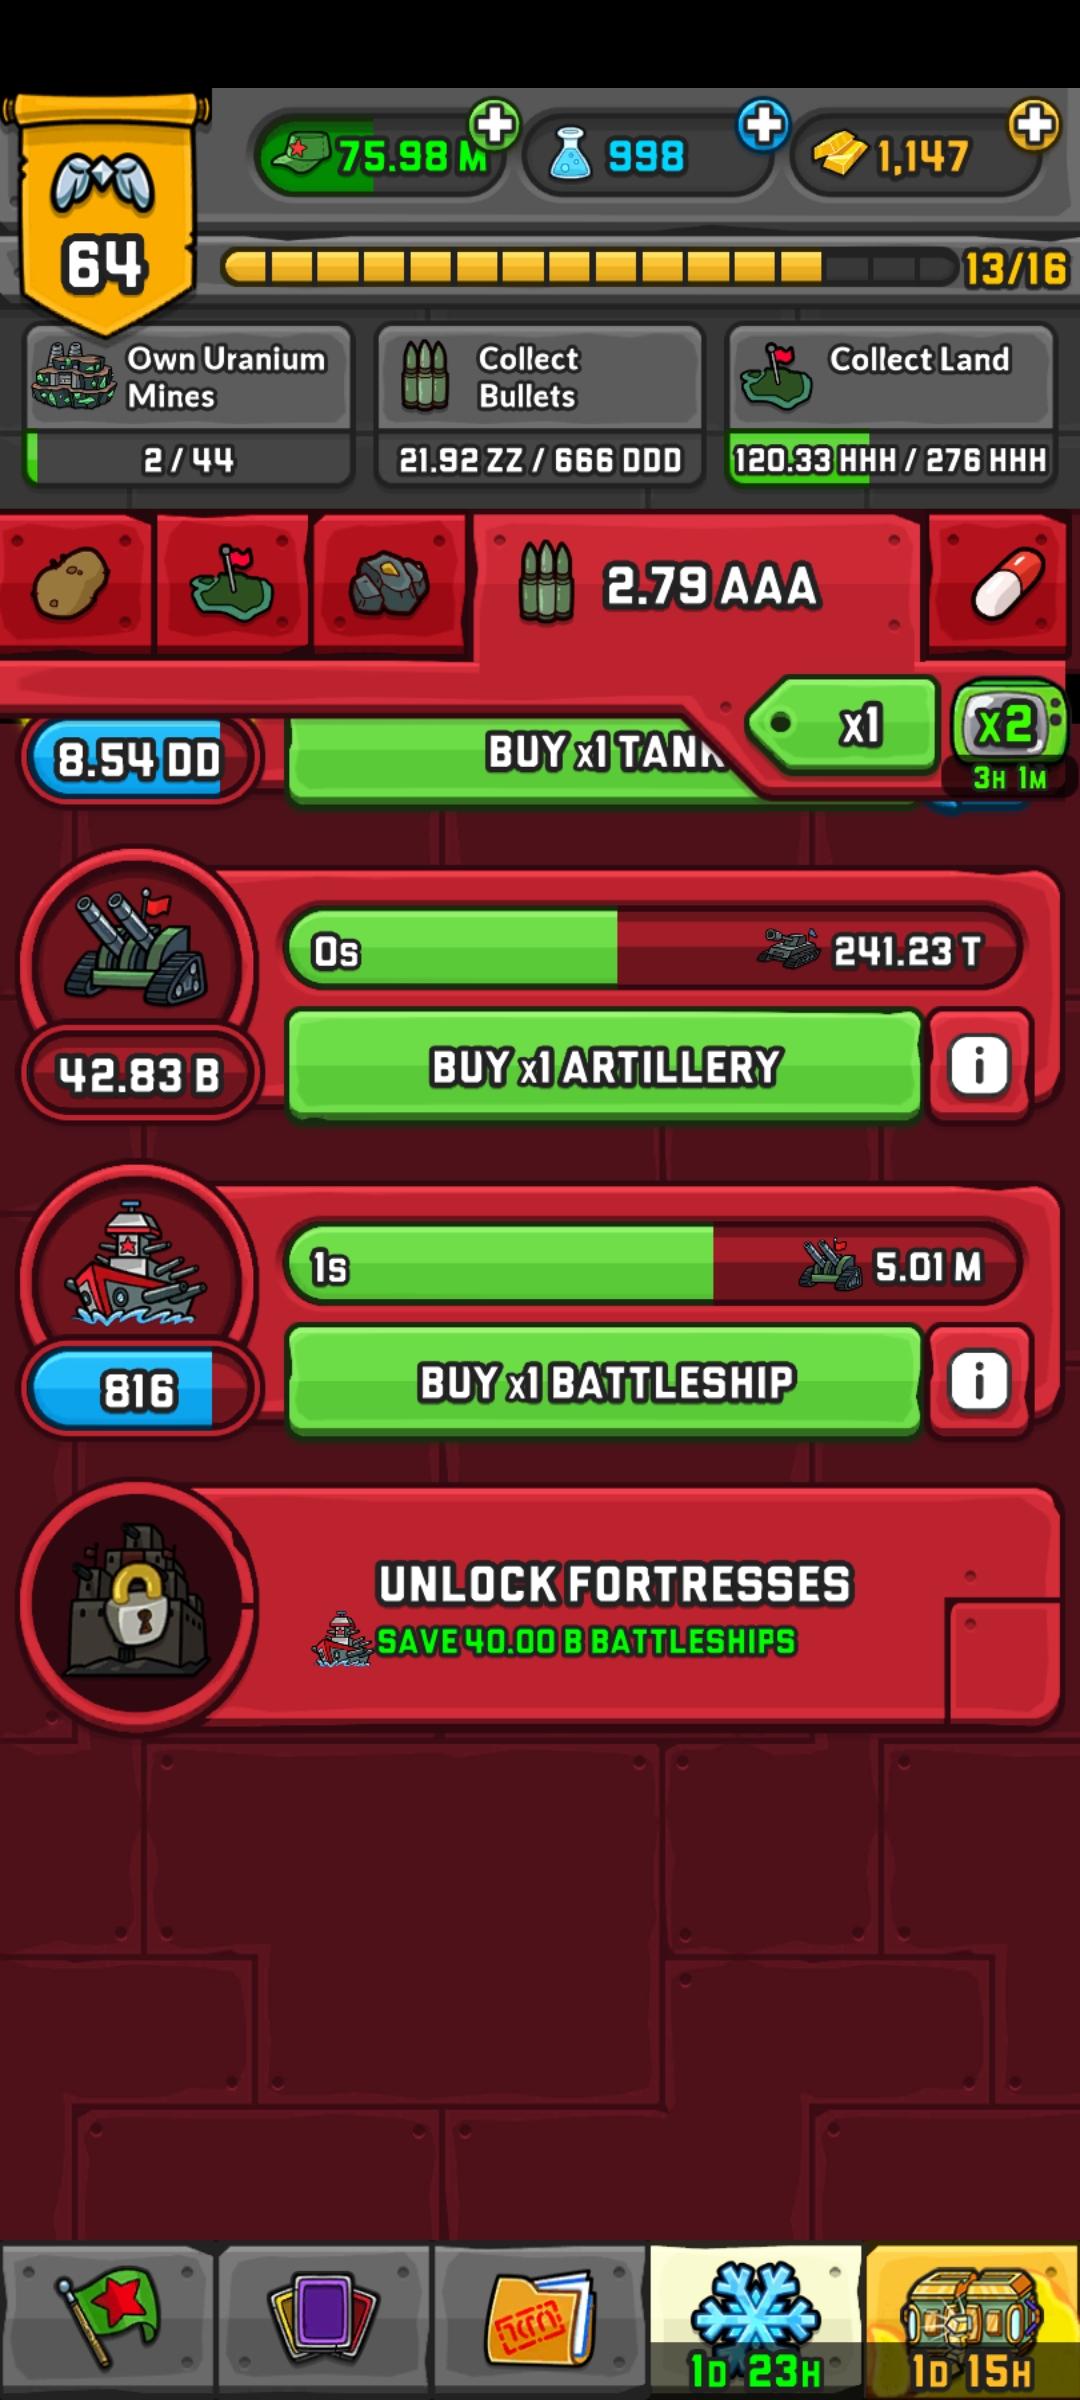 75.98 M
998
1,147
64
13/16
Own Uranium
Mines
2 / 44
Collect
Bullets
21.92 ZZ / 666 DDD
Collect Land
120.33 HHH / 276 HHH
2.79 AAA
x1
x2
3H 1M
8.54 DD
BUY x1 TANK
0s
241.23 T
42.83 B
BUY x1 ARTILLERY
i
1s
5.01 M
816
BUY x1 BATTLESHIP
i
UNLOCK FORTRESSES
SAVE 40.00 B BATTLESHIPS
1D 23H
1D 15H